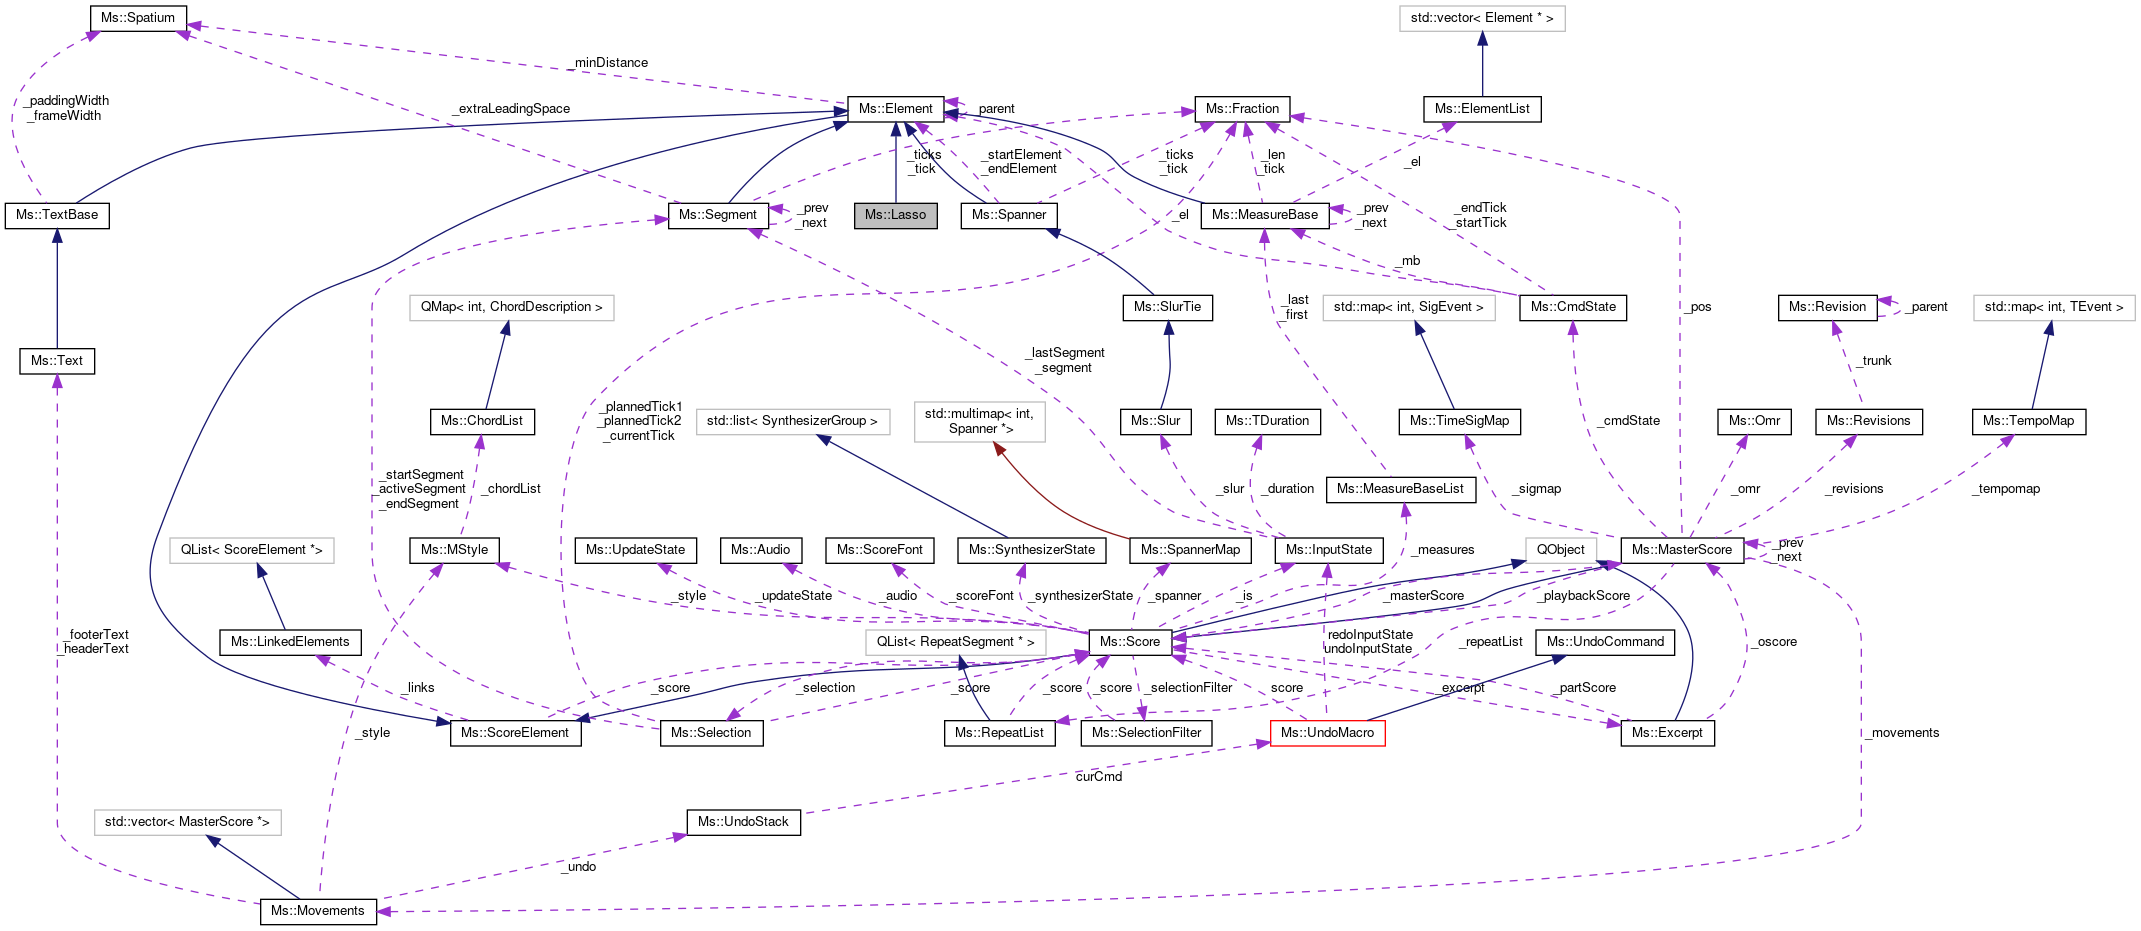 Ms::Spatium
std::vector< Element * >
_minDistance
_paddingWidth
_frameWidth
_extraLeadingSpace
Ms::Element
_parent
Ms::Fraction
Ms::ElementList
_ticks
_tick
_startElement
_endElement
_ticks
_tick
_len
_tick
_el
Ms::TextBase
Ms::Segment
_prev
_next
Ms::Lasso
Ms::Spanner
_el
Ms::MeasureBase
_prev
_next
_endTick
_startTick
_mb
QMap< int, ChordDescription >
Ms::SlurTie
_last
_first
std::map< int, SigEvent >
Ms::CmdState
_pos
Ms::Revision
_parent
std::map< int, TEvent >
Ms::Text
_lastSegment
_segment
_trunk
Ms::ChordList
_plannedTick1
_plannedTick2
_currentTick
std::list< SynthesizerGroup >
std::multimap< int,
Spanner *>
Ms::Slur
Ms::TDuration
Ms::TimeSigMap
_cmdState
Ms::Omr
Ms::Revisions
Ms::TempoMap
_startSegment
_activeSegment
_endSegment
_chordList
_slur
_duration
Ms::MeasureBaseList
_sigmap
_omr
_revisions
_tempomap
QList< ScoreElement *>
Ms::MStyle
Ms::UpdateState
Ms::Audio
Ms::ScoreFont
Ms::SynthesizerState
Ms::SpannerMap
Ms::InputState
_measures
QObject
Ms::MasterScore
_prev
_next
_style
_updateState
_audio
_scoreFont
_synthesizerState
_spanner
_is
_masterScore
_playbackScore
_footerText
_headerText
Ms::LinkedElements
QList< RepeatSegment * >
Ms::Score
redoInputState
undoInputState
_repeatList
Ms::UndoCommand
_oscore
_links
_score
_selection
_score
_score
_score
_selectionFilter
score
_excerpt
_partScore
_style
Ms::ScoreElement
Ms::Selection
Ms::RepeatList
Ms::SelectionFilter
Ms::UndoMacro
Ms::Excerpt
_movements
curCmd
std::vector< MasterScore *>
Ms::UndoStack
_undo
Ms::Movements